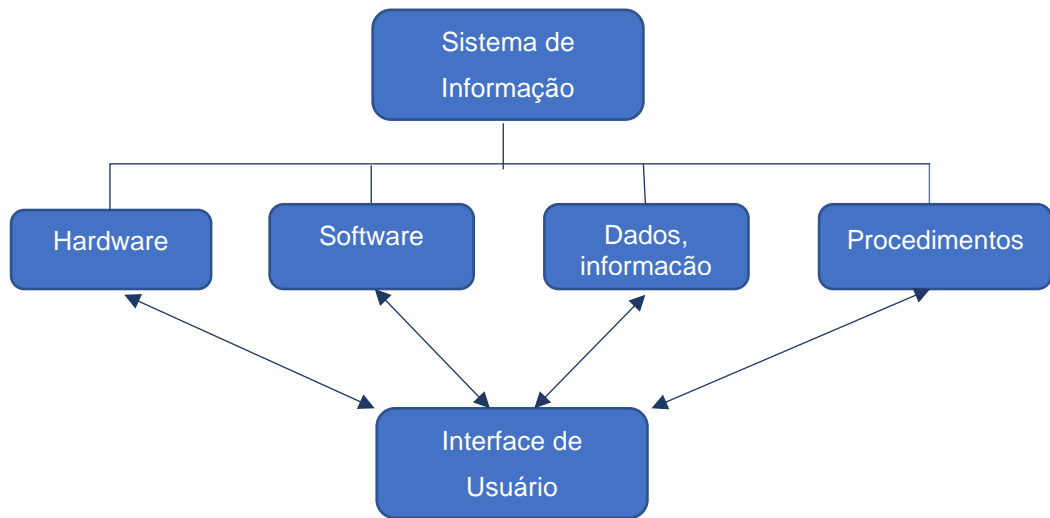 Sistema de
Informação
Hardware
Software
Dados,
informacão
Procedimentos
Interface de
Usuário